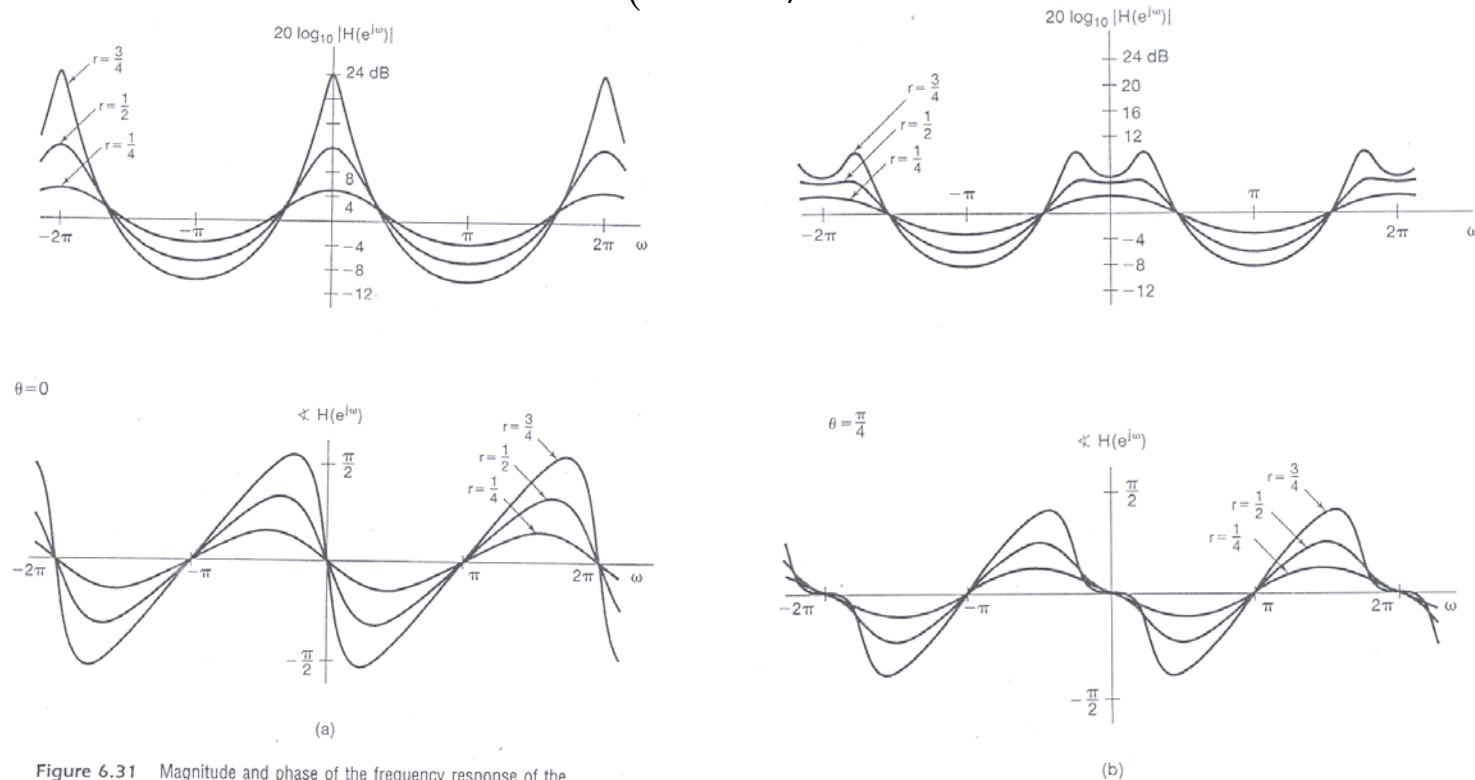 20 log₁₀ |H(e^jω)|
r= 3/4
24 dB
r= 1/2
r= 1/4
8
4
−2π
−π
π
2π
ω
−4
−8
−12
θ=0
∢ H(e^jω)
r= 3/4
π/2
r= 1/2
r= 1/4
−2π
−π
π
2π
ω
−π/2
(a)
Figure 6.31 Magnitude and phase of the frequency response of the
20 log₁₀ |H(e^jω)|
24 dB
r= 3/4
20
16
r= 1/2
12
r= 1/4
−2π
−π
π
2π
−4
−8
−12
θ = π/4
∢ H(e^jω)
r= 3/4
π/2
r= 1/2
r= 1/4
−2π
−π
π
2π
ω
−π/2
(b)